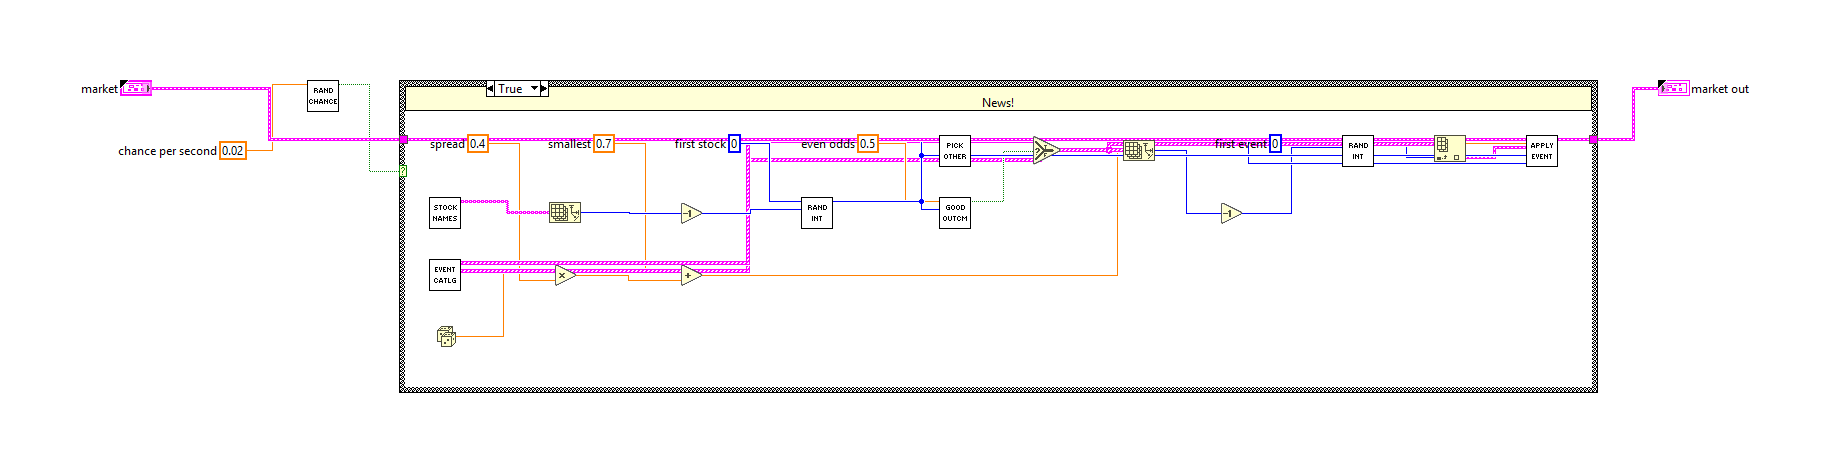 market
RAND
CHANCE
chance per second 0.02
True
News!
spread 0.4
smallest 0.7
first stock 0
even odds 0.5
PICK
OTHER
first event 0
RAND
INT
APPLY
EVENT
market out
STOCK
NAMES
-1
RAND
INT
GOOD
OUTCM
-1
EVENT
CATLG
x
+
?